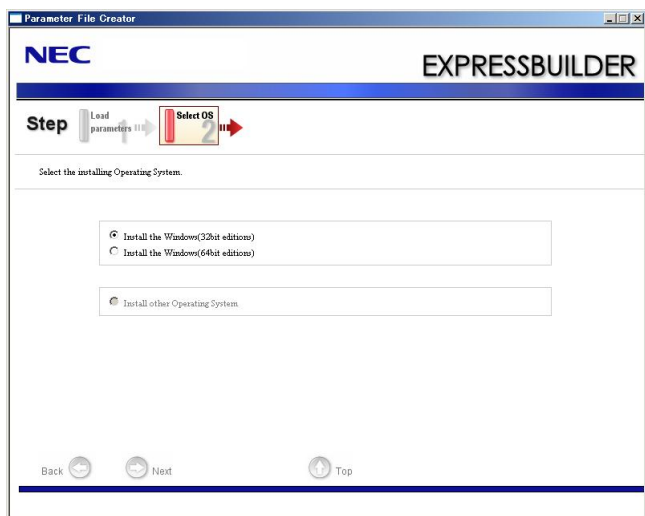 Parameter File Creator
NEC
EXPRESSBUILDER
Step
Load
parameters
1
Select OS
2
Select the installing Operating System.
Install the Windows(32bit editions)
Install the Windows(64bit editions)
Install other Operating System
Back
Next
Top